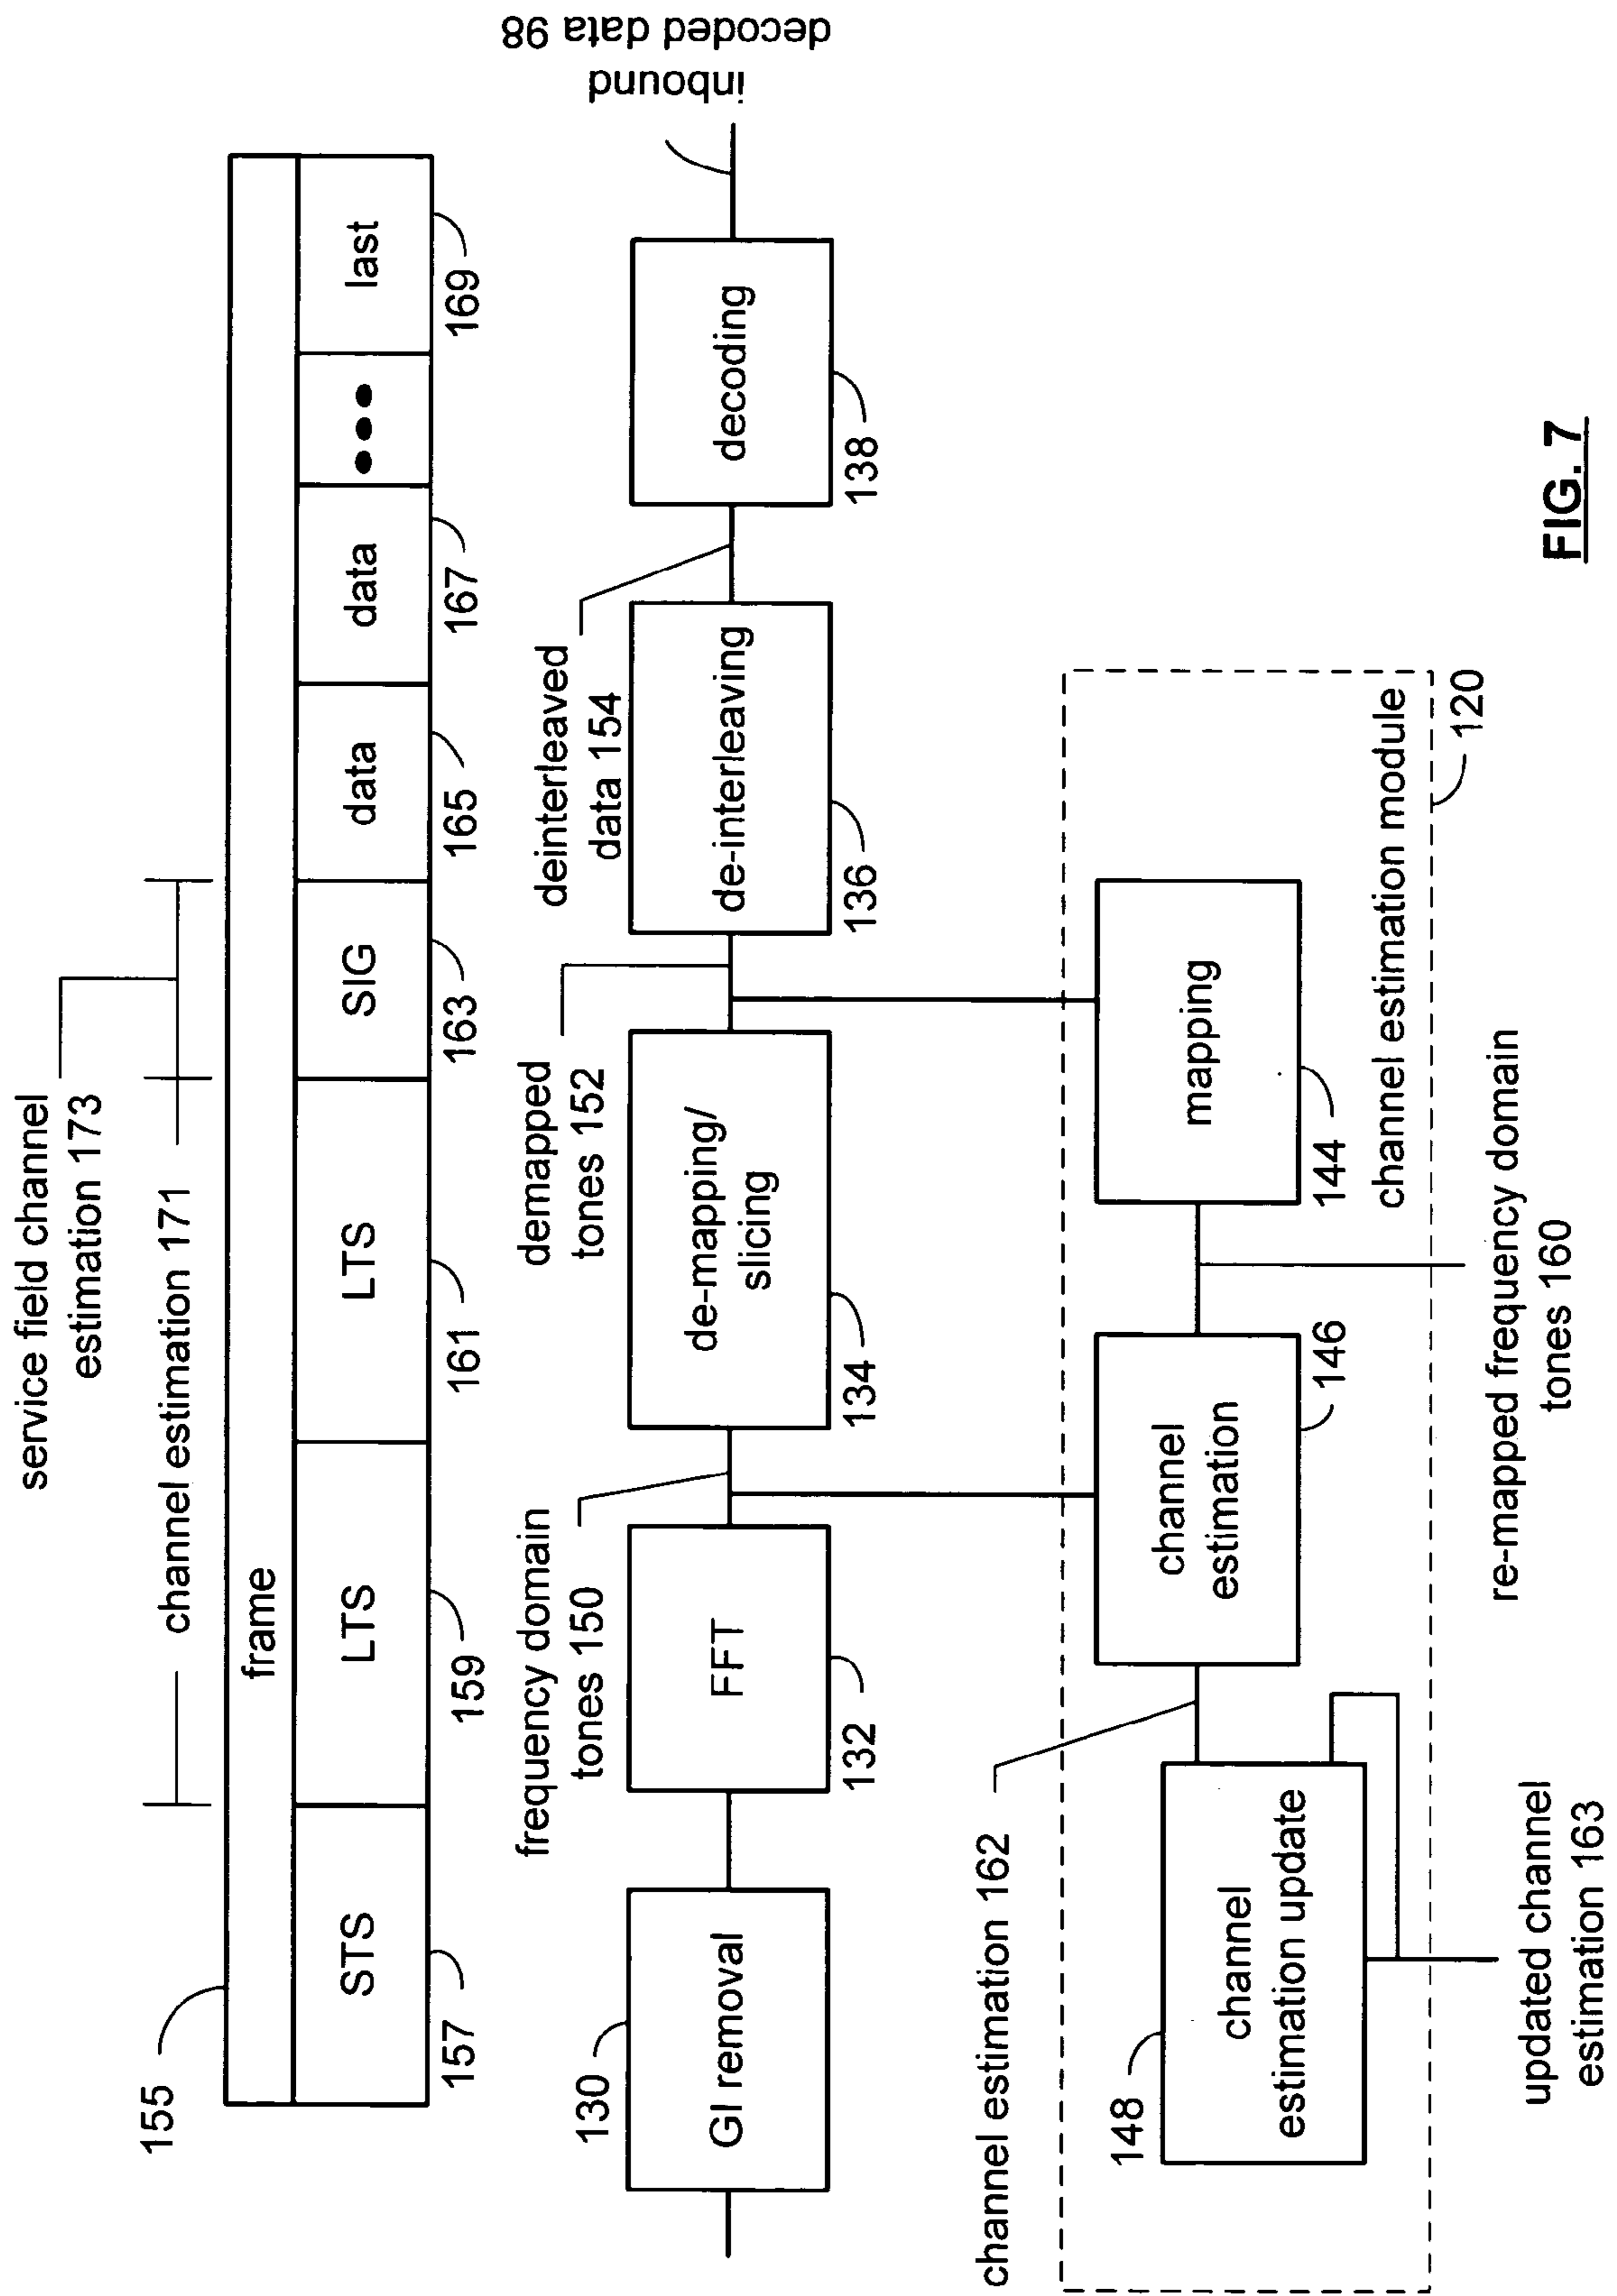 service field channel
estimation 173
channel estimation 171
155
frame
STS
LTS
LTS
SIG
data
data
•••
last
157
159
161
163
165
167
169
frequency domain
tones 150
demapped
tones 152
deinterleaved
data 154
inbound
decoded data 98
130
GI removal
FFT
132
de-mapping/
slicing
134
de-interleaving
136
decoding
138
channel estimation 162
148
channel
estimation update
channel
estimation
146
mapping
144
channel estimation module
120
updated channel
estimation 163
re-mapped frequency domain
tones 160
FIG. 7